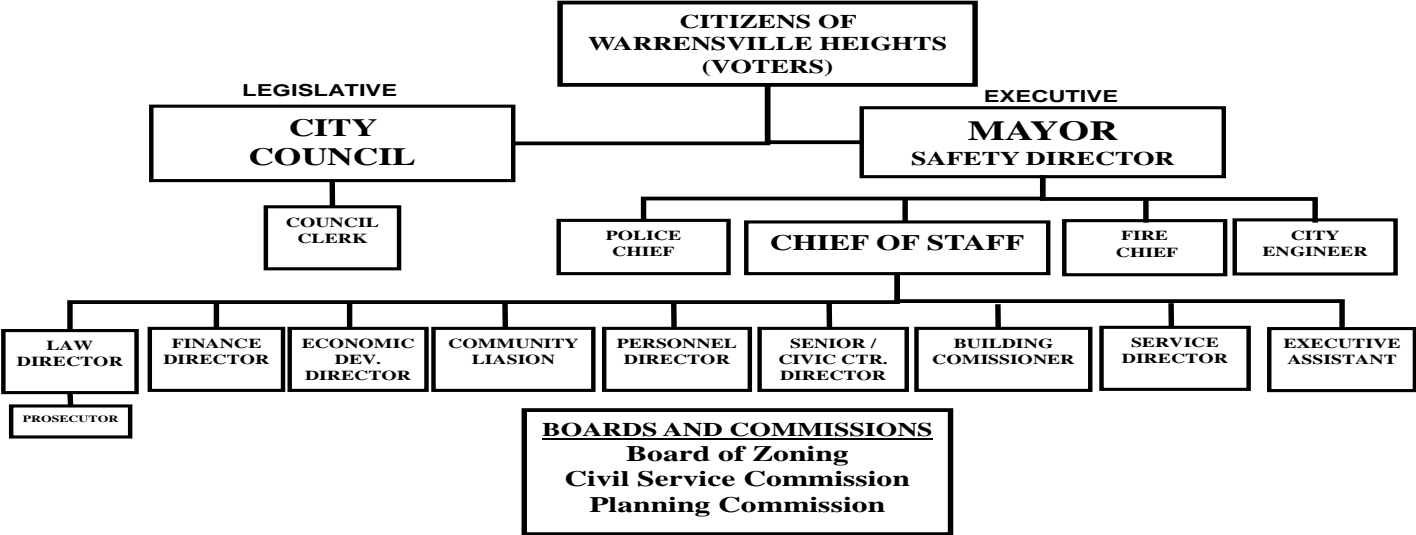 CITIZENS OF
WARRENSVILLE HEIGHTS
(VOTERS)
LEGISLATIVE
CITY
COUNCIL
EXECUTIVE
MAYOR
SAFETY DIRECTOR
COUNCIL
CLERK
POLICE
CHIEF
CHIEF OF STAFF
FIRE
CHIEF
CITY
ENGINEER
LAW
DIRECTOR
FINANCE
DIRECTOR
ECONOMIC
DEV.
DIRECTOR
COMMUNITY
LIASION
PERSONNEL
DIRECTOR
SENIOR /
CIVIC CTR.
DIRECTOR
BUILDING
COMISSIONER
SERVICE
DIRECTOR
EXECUTIVE
ASSISTANT
PROSECUTOR
BOARDS AND COMMISSIONS
Board of Zoning
Civil Service Commission
Planning Commission